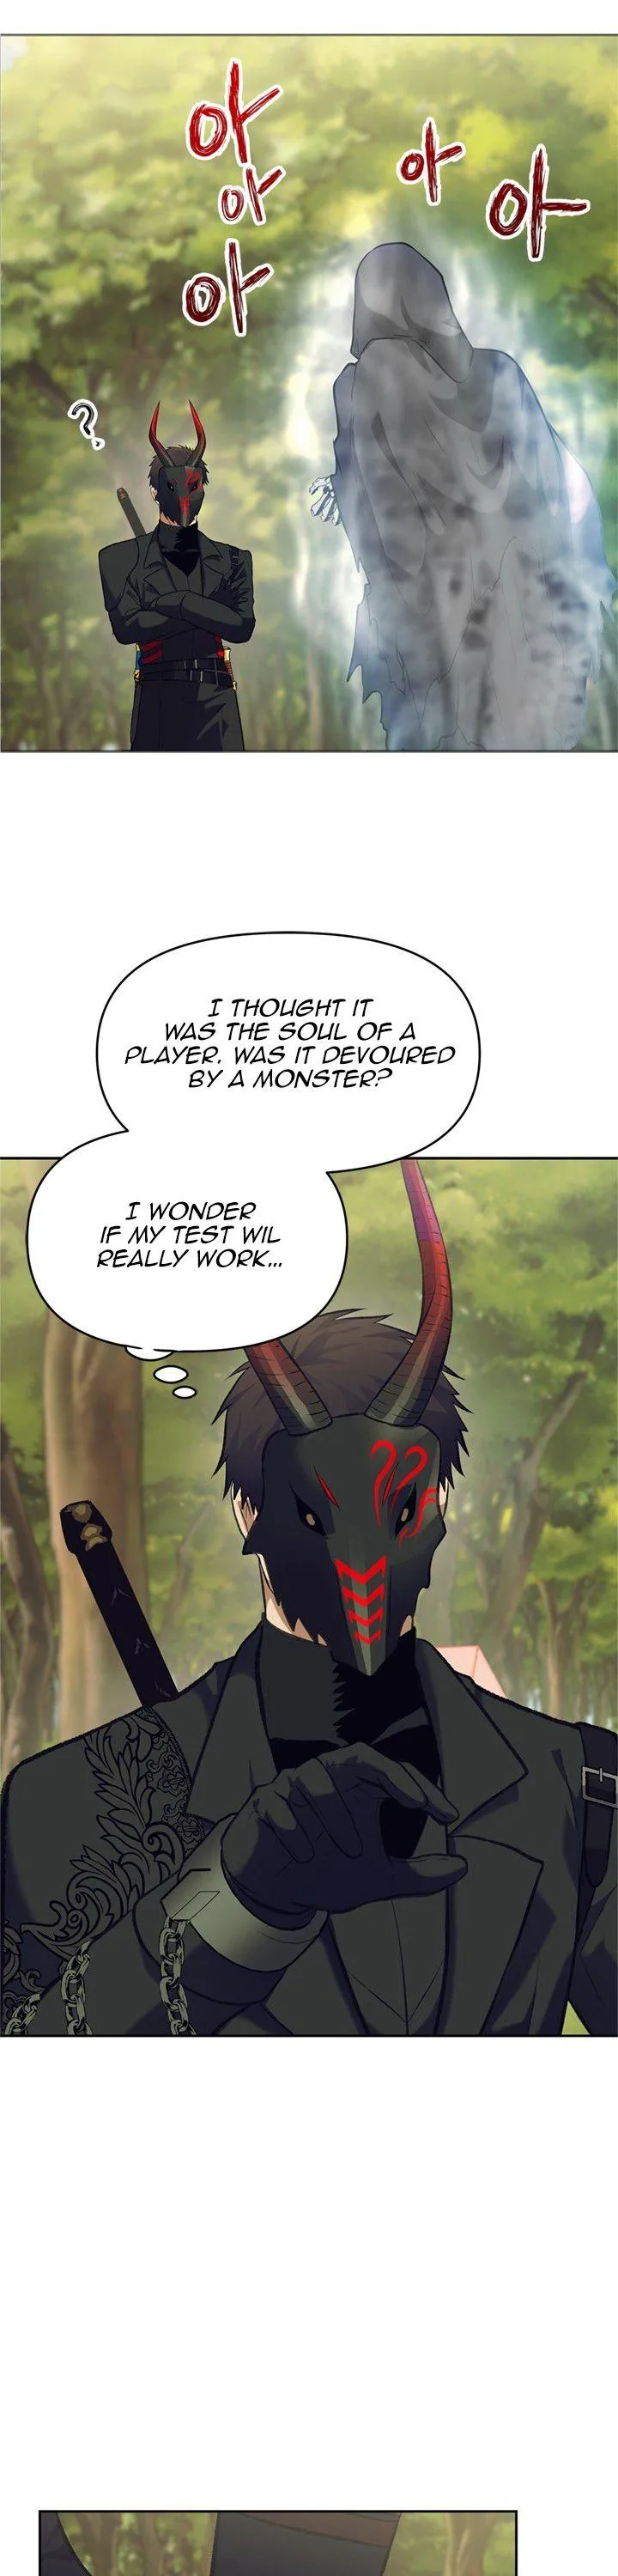 아
아
아
아
아
?
I THOUGHT IT
WAS THE SOUL OF A
PLAYER. WAS IT DEVOURED
BY A MONSTER?
I WONDER
IF MY TEST WIL
REALLY WORK...